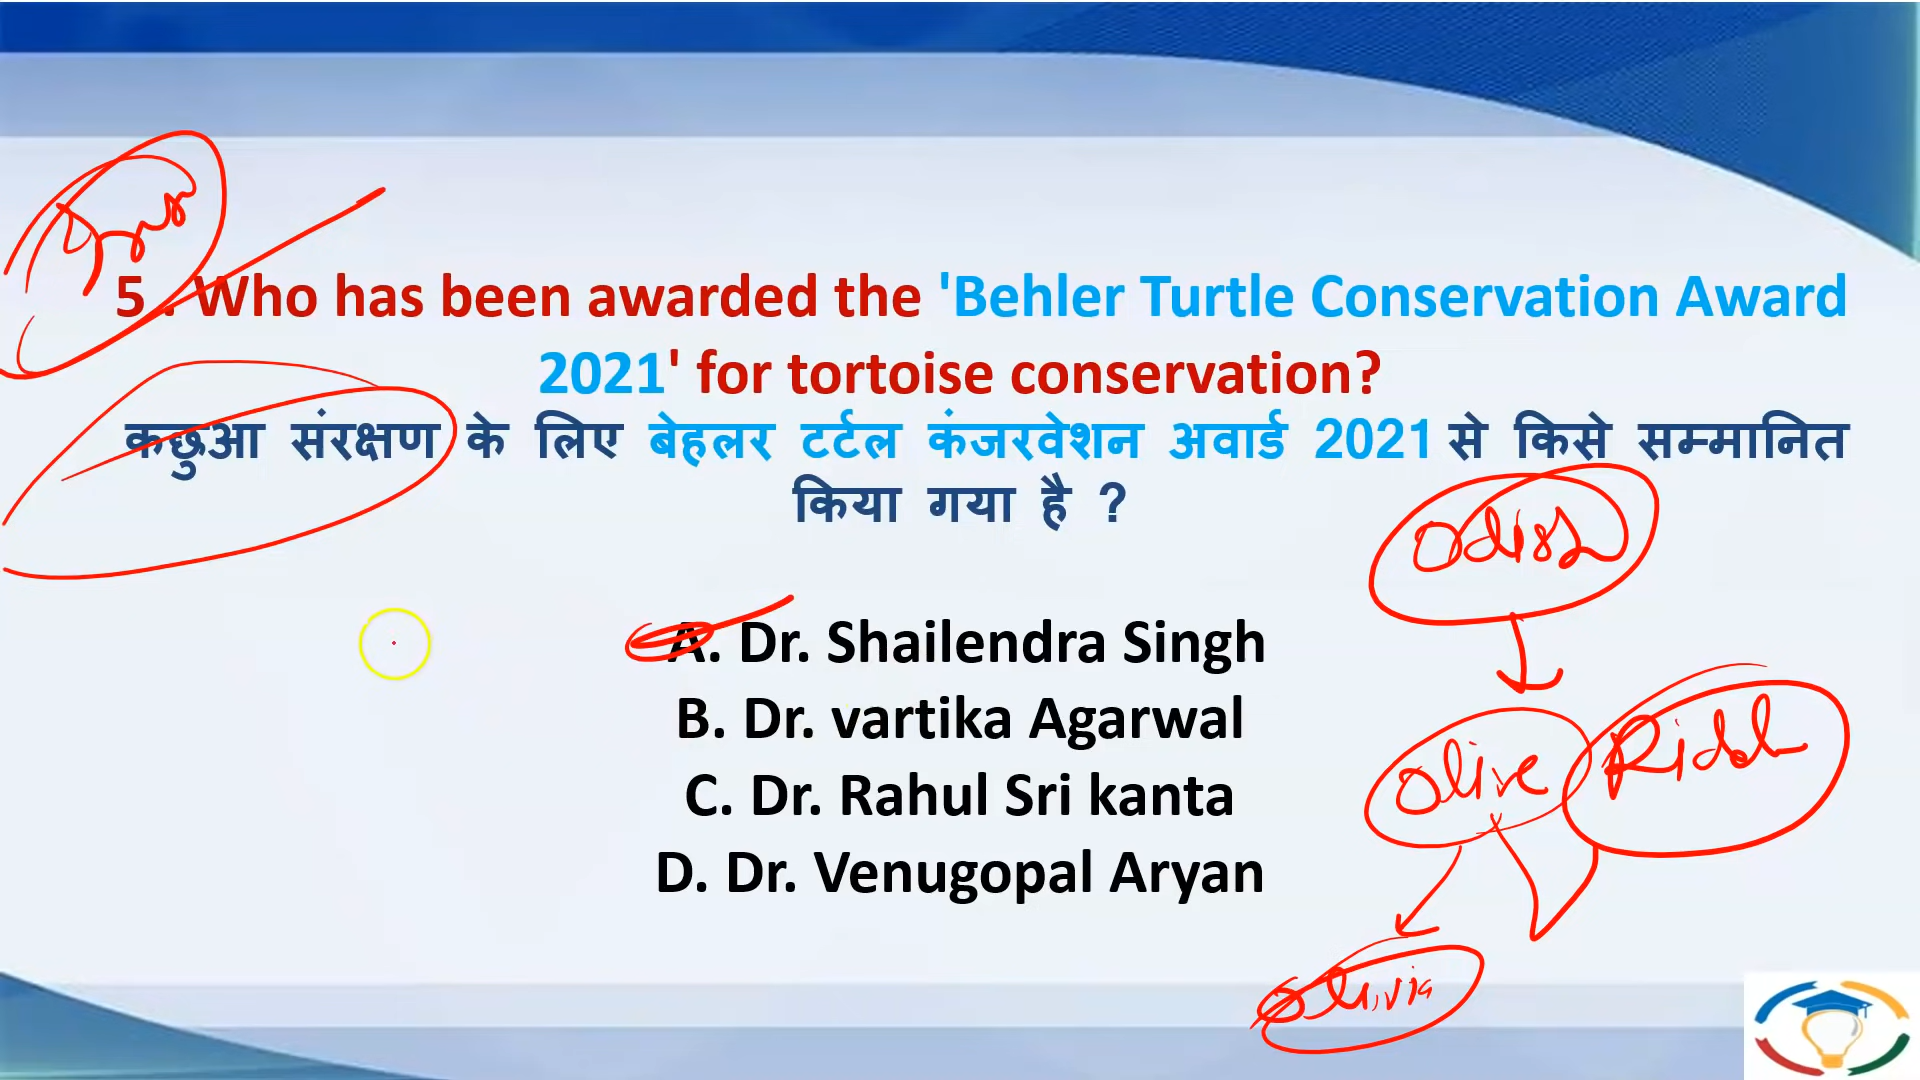 5 . Who has been awarded the 'Behler Turtle Conservation Award
2021' for tortoise conservation?
कछुआ संरक्षण के लिए बेहलर टर्टल कंजरवेशन अवार्ड 2021 से किसे सम्मानित
किया गया है ?
A. Dr. Shailendra Singh
B. Dr. vartika Agarwal
C. Dr. Rahul Sri kanta
D. Dr. Venugopal Aryan
Olive
Olivia